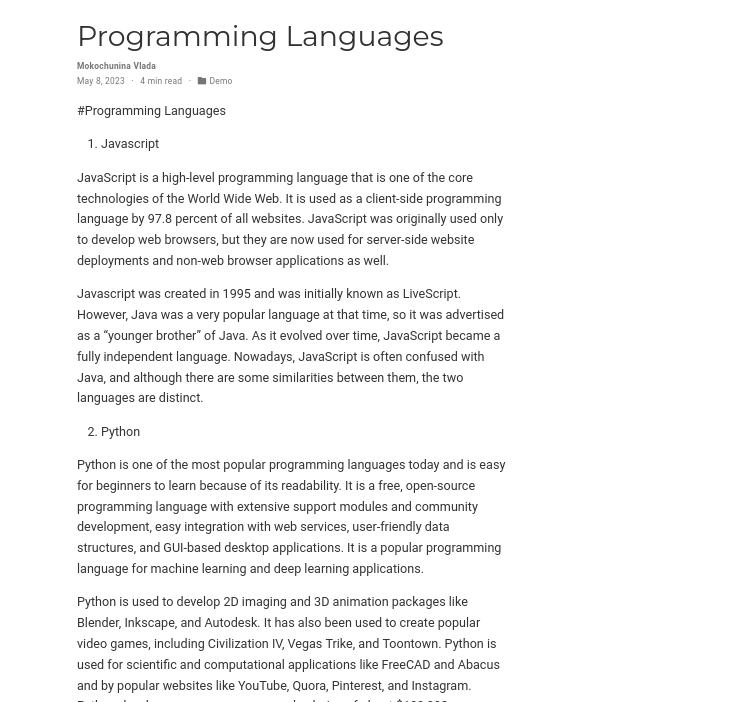 Programming Languages
Mokochunina Vlada
May 8, 2023 · 4 min read · Demo
#Programming Languages
1. Javascript
JavaScript is a high-level programming language that is one of the core
technologies of the World Wide Web. It is used as a client-side programming
language by 97.8 percent of all websites. JavaScript was originally used only
to develop web browsers, but they are now used for server-side website
deployments and non-web browser applications as well.
Javascript was created in 1995 and was initially known as LiveScript.
However, Java was a very popular language at that time, so it was advertised
as a “younger brother” of Java. As it evolved over time, JavaScript became a
fully independent language. Nowadays, JavaScript is often confused with
Java, and although there are some similarities between them, the two
languages are distinct.
2. Python
Python is one of the most popular programming languages today and is easy
for beginners to learn because of its readability. It is a free, open-source
programming language with extensive support modules and community
development, easy integration with web services, user-friendly data
structures, and GUI-based desktop applications. It is a popular programming
language for machine learning and deep learning applications.
Python is used to develop 2D imaging and 3D animation packages like
Blender, Inkscape, and Autodesk. It has also been used to create popular
video games, including Civilization IV, Vegas Trike, and Toontown. Python is
used for scientific and computational applications like FreeCAD and Abacus
and by popular websites like YouTube, Quora, Pinterest, and Instagram.